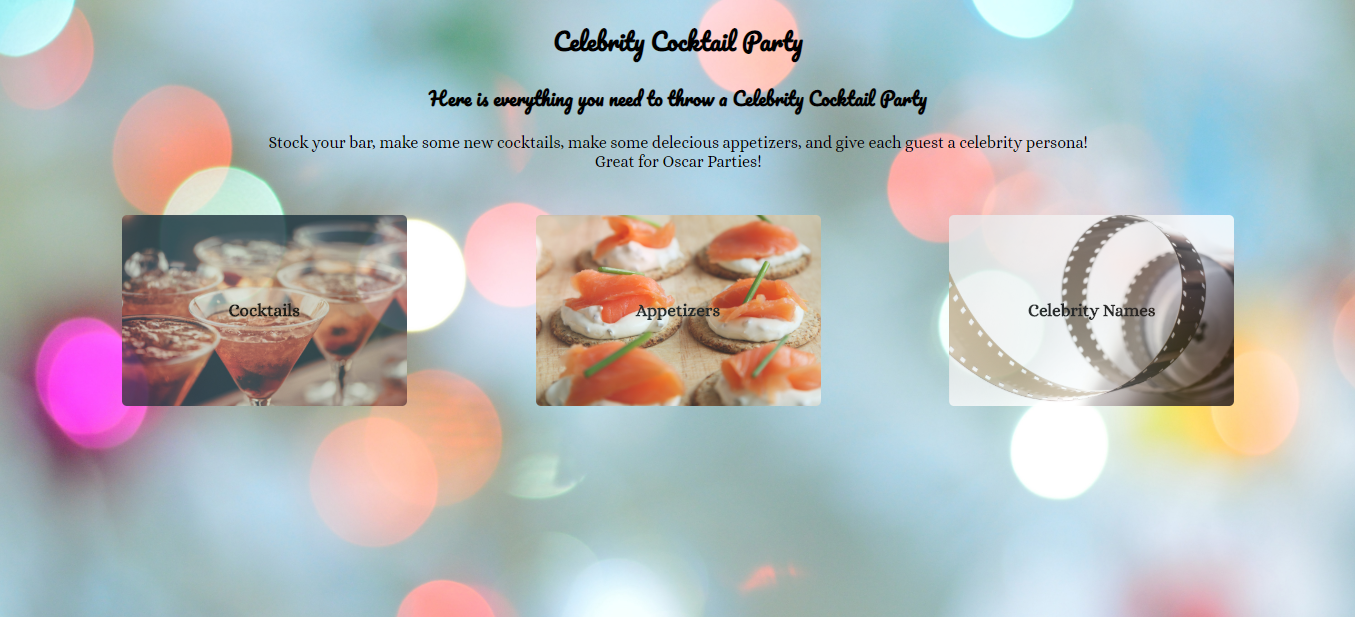 Celebrity Cocktail Party
Here is everything you need to throw a Celebrity Cocktail Party
Stock your bar, make some new cocktails, make some delecious appetizers, and give each guest a celebrity persona!
Great for Oscar Parties!
Cocktails
Appetizers
Celebrity Names